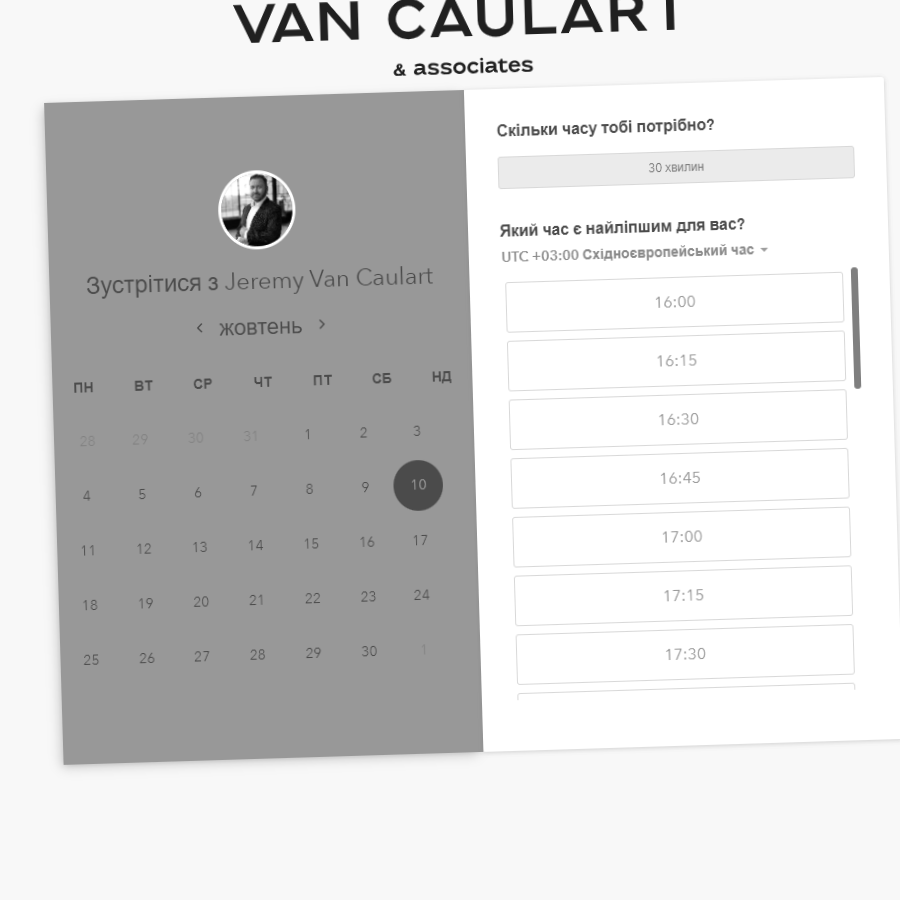 VAN CAULART
& associates
Зустрітися з Jeremy Van Caulart
‹ жовтень ›
ПН ВТ СР ЧТ ПТ СБ НД
28 29 30 31 1 2 3
4 5 6 7 8 9 10
11 12 13 14 15 16 17
18 19 20 21 22 23 24
25 26 27 28 29 30 1
Скільки часу тобі потрібно?
30 хвилин
Який час є найліпшим для вас?
UTC +03:00 Східноєвропейський час
16:00
16:15
16:30
16:45
17:00
17:15
17:30